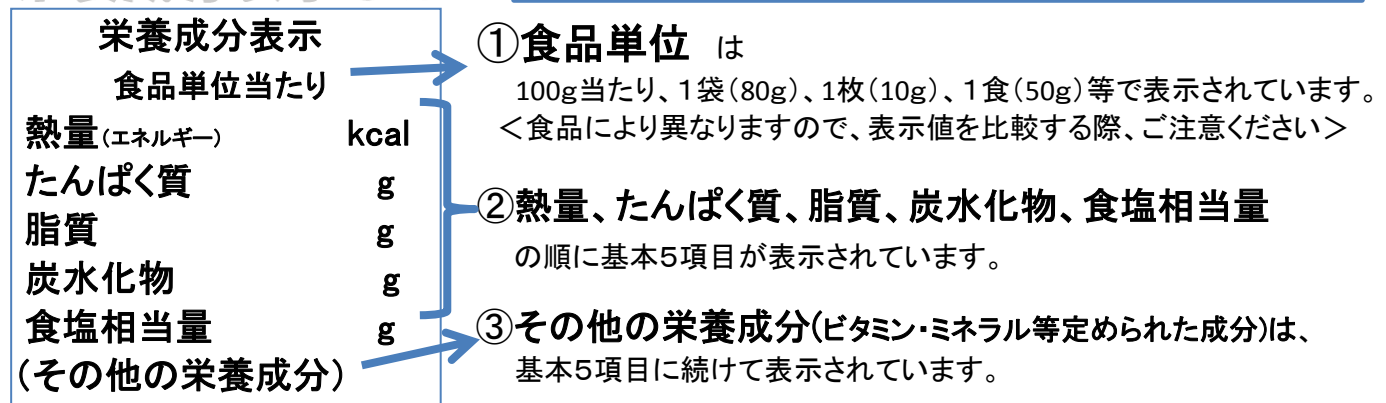 栄養成分表示
食品単位当たり
熱量(エネルギー) kcal
たんぱく質 g
脂質 g
炭水化物 g
食塩相当量 g
(その他の栄養成分)
①食品単位 は
100g当たり、1袋(80g)、1枚(10g)、1食(50g)等で表示されています。
<食品により異なりますので、表示値を比較する際、ご注意ください>
②熱量、たんぱく質、脂質、炭水化物、食塩相当量
の順に基本5項目が表示されています。
③その他の栄養成分(ビタミン・ミネラル等定められた成分)は、
基本5項目に続けて表示されています。